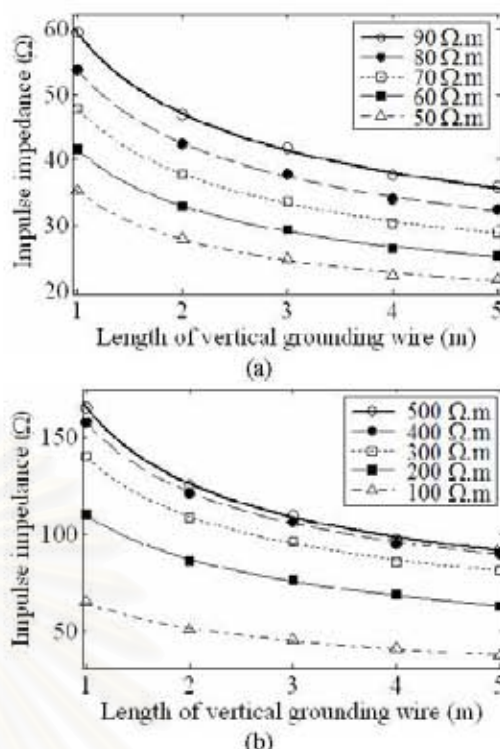 60
50
40
30
20
Impulse impedance (Ω)
90 Ω.m
80 Ω.m
70 Ω.m
60 Ω.m
50 Ω.m
1 2 3 4 5
Length of vertical grounding wire (m)
(a)
150
100
50
Impulse impedance (Ω)
500 Ω.m
400 Ω.m
300 Ω.m
200 Ω.m
100 Ω.m
1 2 3 4 5
Length of vertical grounding wire (m)
(b)